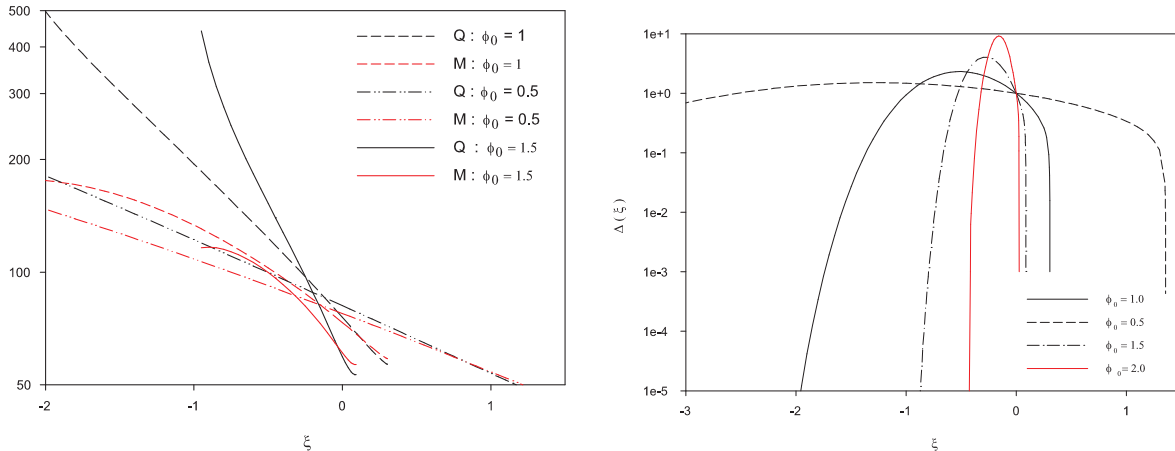 500
400
300
200
100
50
-2
-1
0
1
ξ
Q : ϕ0 = 1
M : ϕ0 = 1
Q : ϕ0 = 0.5
M : ϕ0 = 0.5
Q : ϕ0 = 1.5
M : ϕ0 = 1.5
1e+1
1e+0
1e-1
1e-2
1e-3
1e-4
1e-5
Δ(ξ)
-3
-2
-1
0
1
ξ
ϕ0 = 1.0
ϕ0 = 0.5
ϕ0 = 1.5
ϕ0 = 2.0